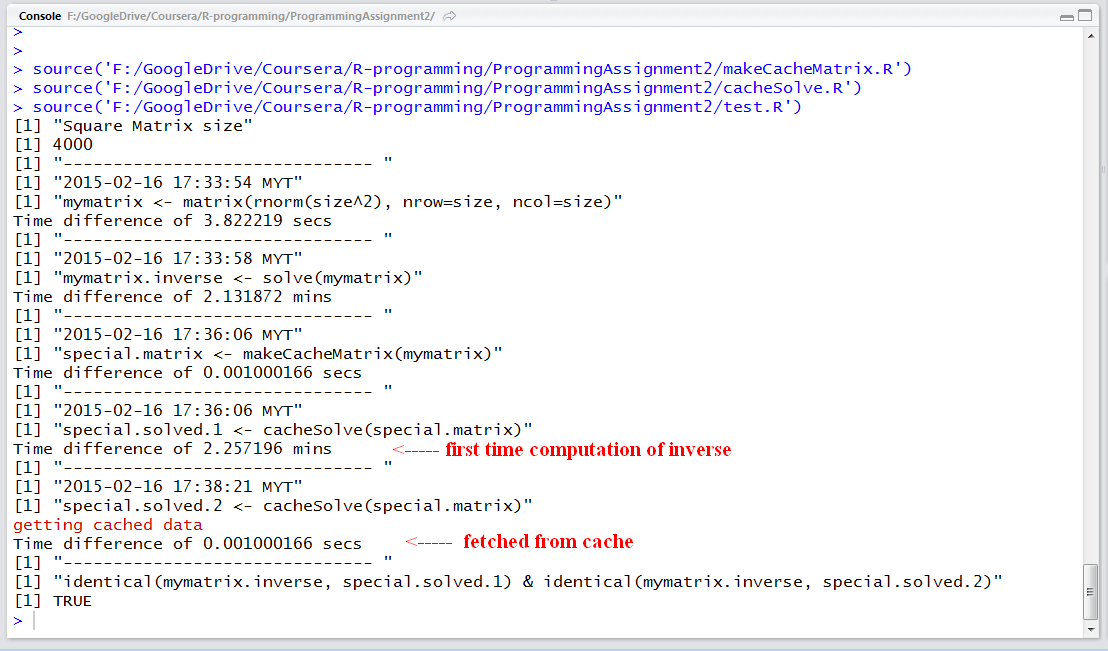 Console F:/GoogleDrive/Coursera/R-programming/ProgrammingAssignment2/
>
>
> source('F:/GoogleDrive/Coursera/R-programming/ProgrammingAssignment2/makeCacheMatrix.R')
> source('F:/GoogleDrive/Coursera/R-programming/ProgrammingAssignment2/cacheSolve.R')
> source('F:/GoogleDrive/Coursera/R-programming/ProgrammingAssignment2/test.R')
[1] "Square Matrix size"
[1] 4000
[1] "------------------------------- "
[1] "2015-02-16 17:33:54 MYT"
[1] "mymatrix <- matrix(rnorm(size^2), nrow=size, ncol=size)"
Time difference of 3.822219 secs
[1] "------------------------------- "
[1] "2015-02-16 17:33:58 MYT"
[1] "mymatrix.inverse <- solve(mymatrix)"
Time difference of 2.131872 mins
[1] "------------------------------- "
[1] "2015-02-16 17:36:06 MYT"
[1] "special.matrix <- makeCacheMatrix(mymatrix)"
Time difference of 0.001000166 secs
[1] "------------------------------- "
[1] "2015-02-16 17:36:06 MYT"
[1] "special.solved.1 <- cacheSolve(special.matrix)"
Time difference of 2.257196 mins <----- first time computation of inverse
[1] "------------------------------- "
[1] "2015-02-16 17:38:21 MYT"
[1] "special.solved.2 <- cacheSolve(special.matrix)"
getting cached data
Time difference of 0.001000166 secs <----- fetched from cache
[1] "------------------------------- "
[1] "identical(mymatrix.inverse, special.solved.1) & identical(mymatrix.inverse, special.solved.2)"
[1] TRUE
>